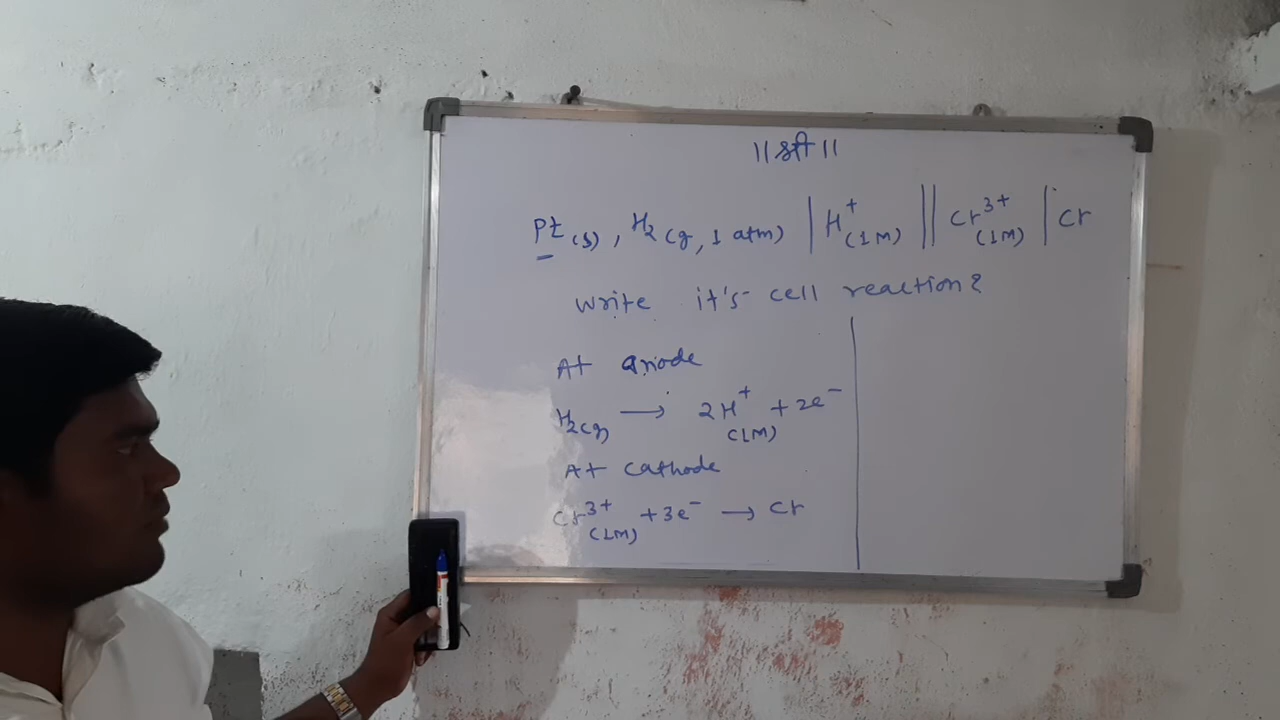 ॥ श्री ॥
Pt(s), H₂(g, 1 atm) | H⁺(1M) || Cr³⁺(1M) | Cr
Write it's cell reaction?
At anode
H₂(g) → 2H⁺(1M) + 2e⁻
At cathode
Cr³⁺(1M) + 3e⁻ → Cr